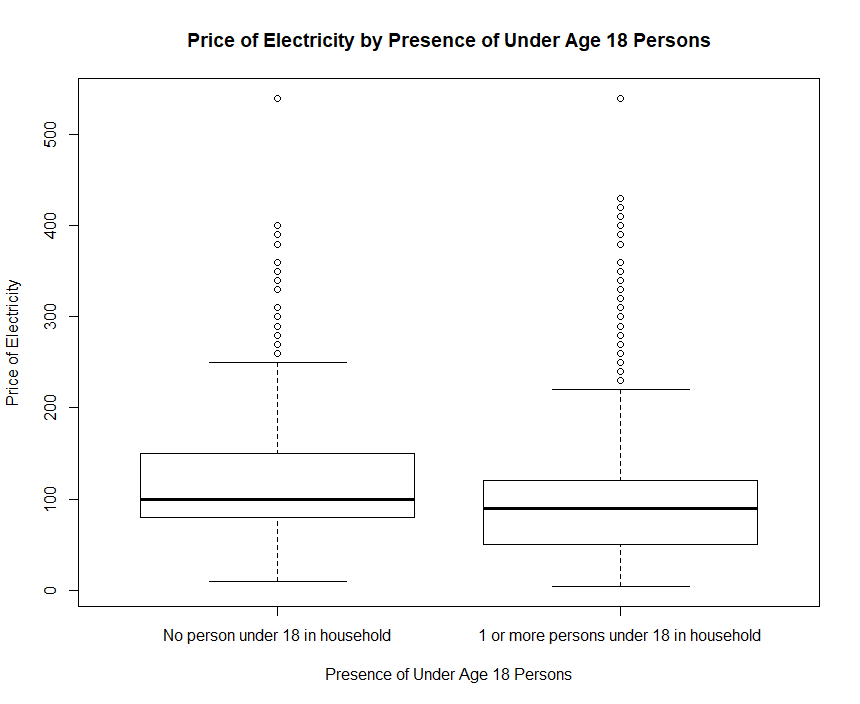 Price of Electricity by Presence of Under Age 18 Persons
Price of Electricity
500
400
300
200
100
0
No person under 18 in household
1 or more persons under 18 in household
Presence of Under Age 18 Persons